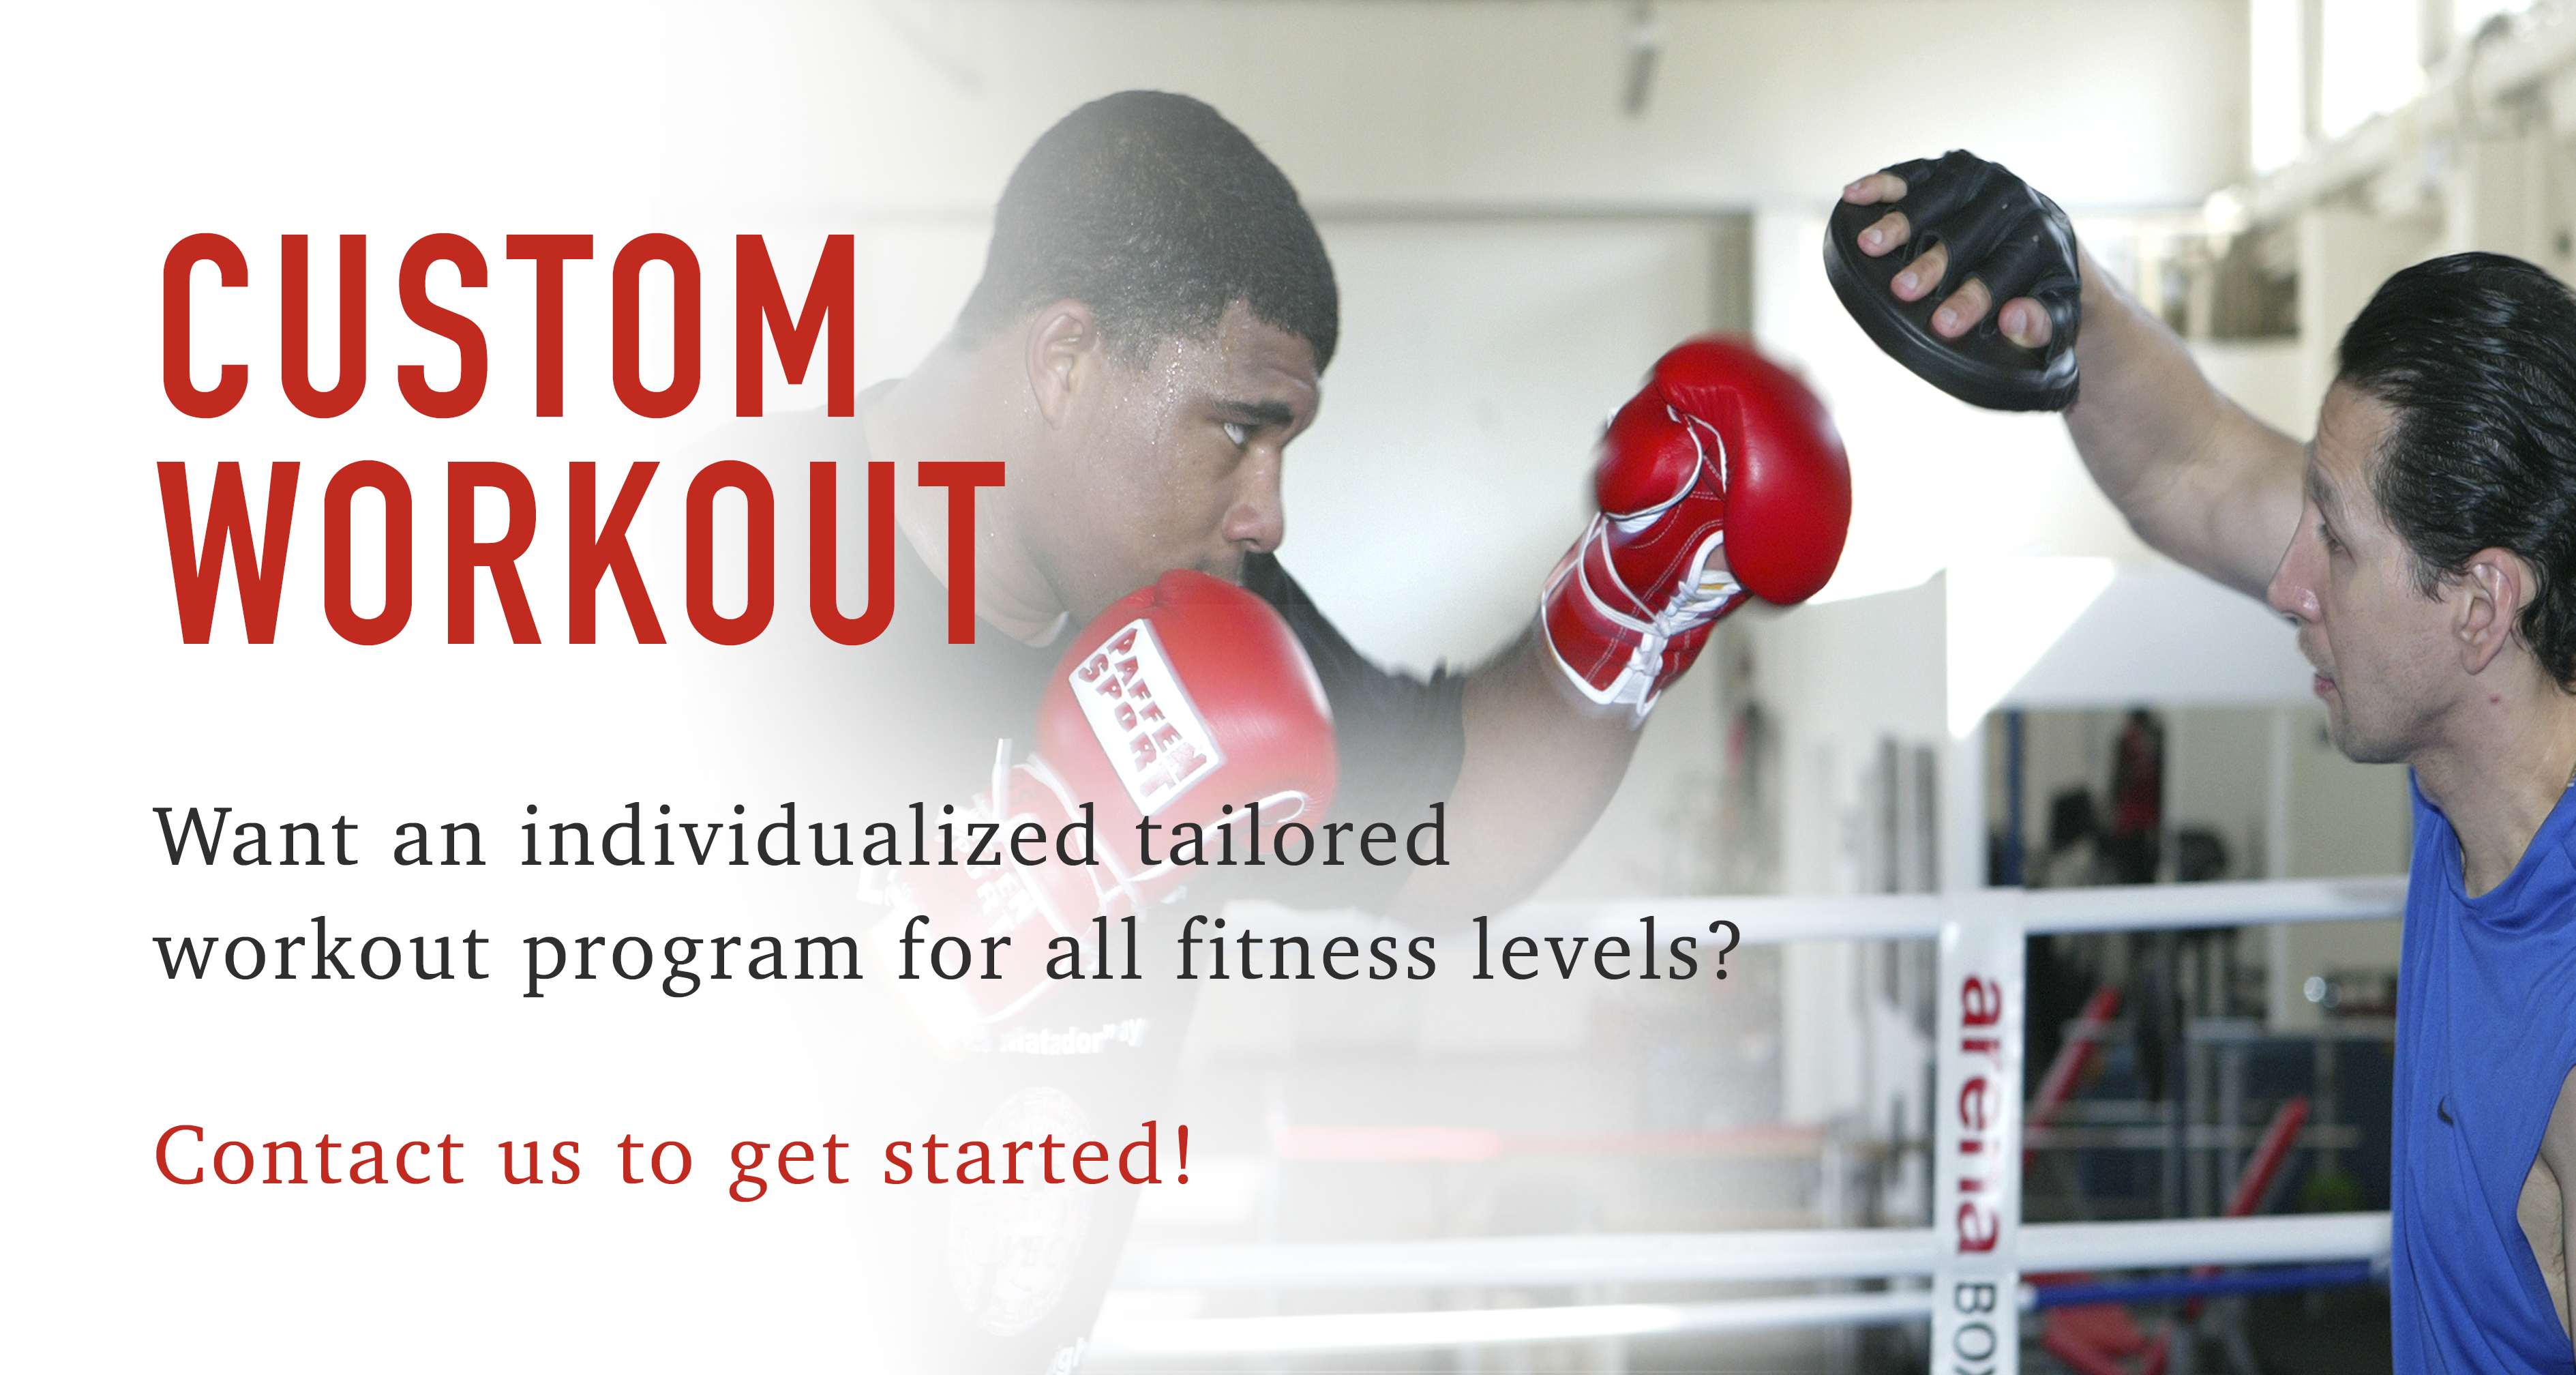 CUSTOM
WORKOUT
Want an individualized tailored
workout program for all fitness levels?
Contact us to get started!
PAFFEN
SPORT
arena